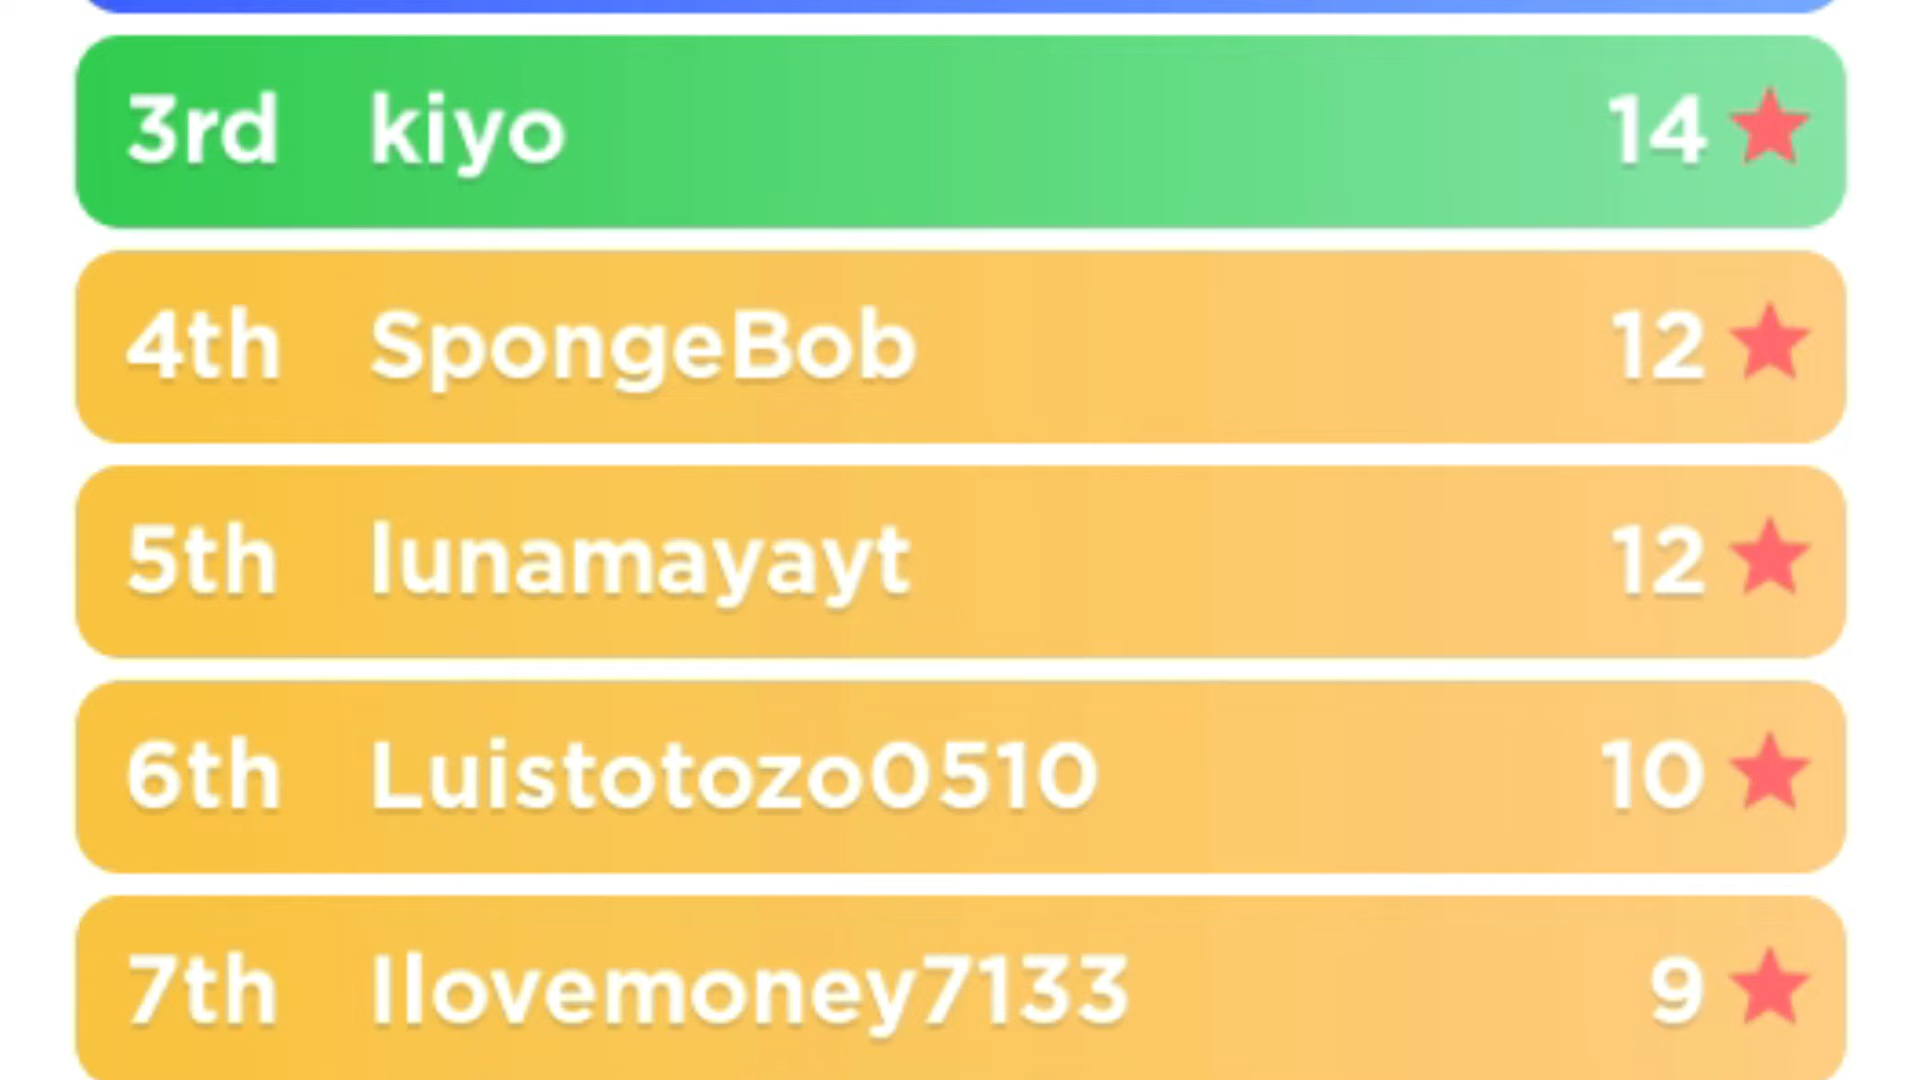 3rd kiyo 14
4th SpongeBob 12
5th lunamayayt 12
6th Luistotozo0510 10
7th Ilovemoney7133 9